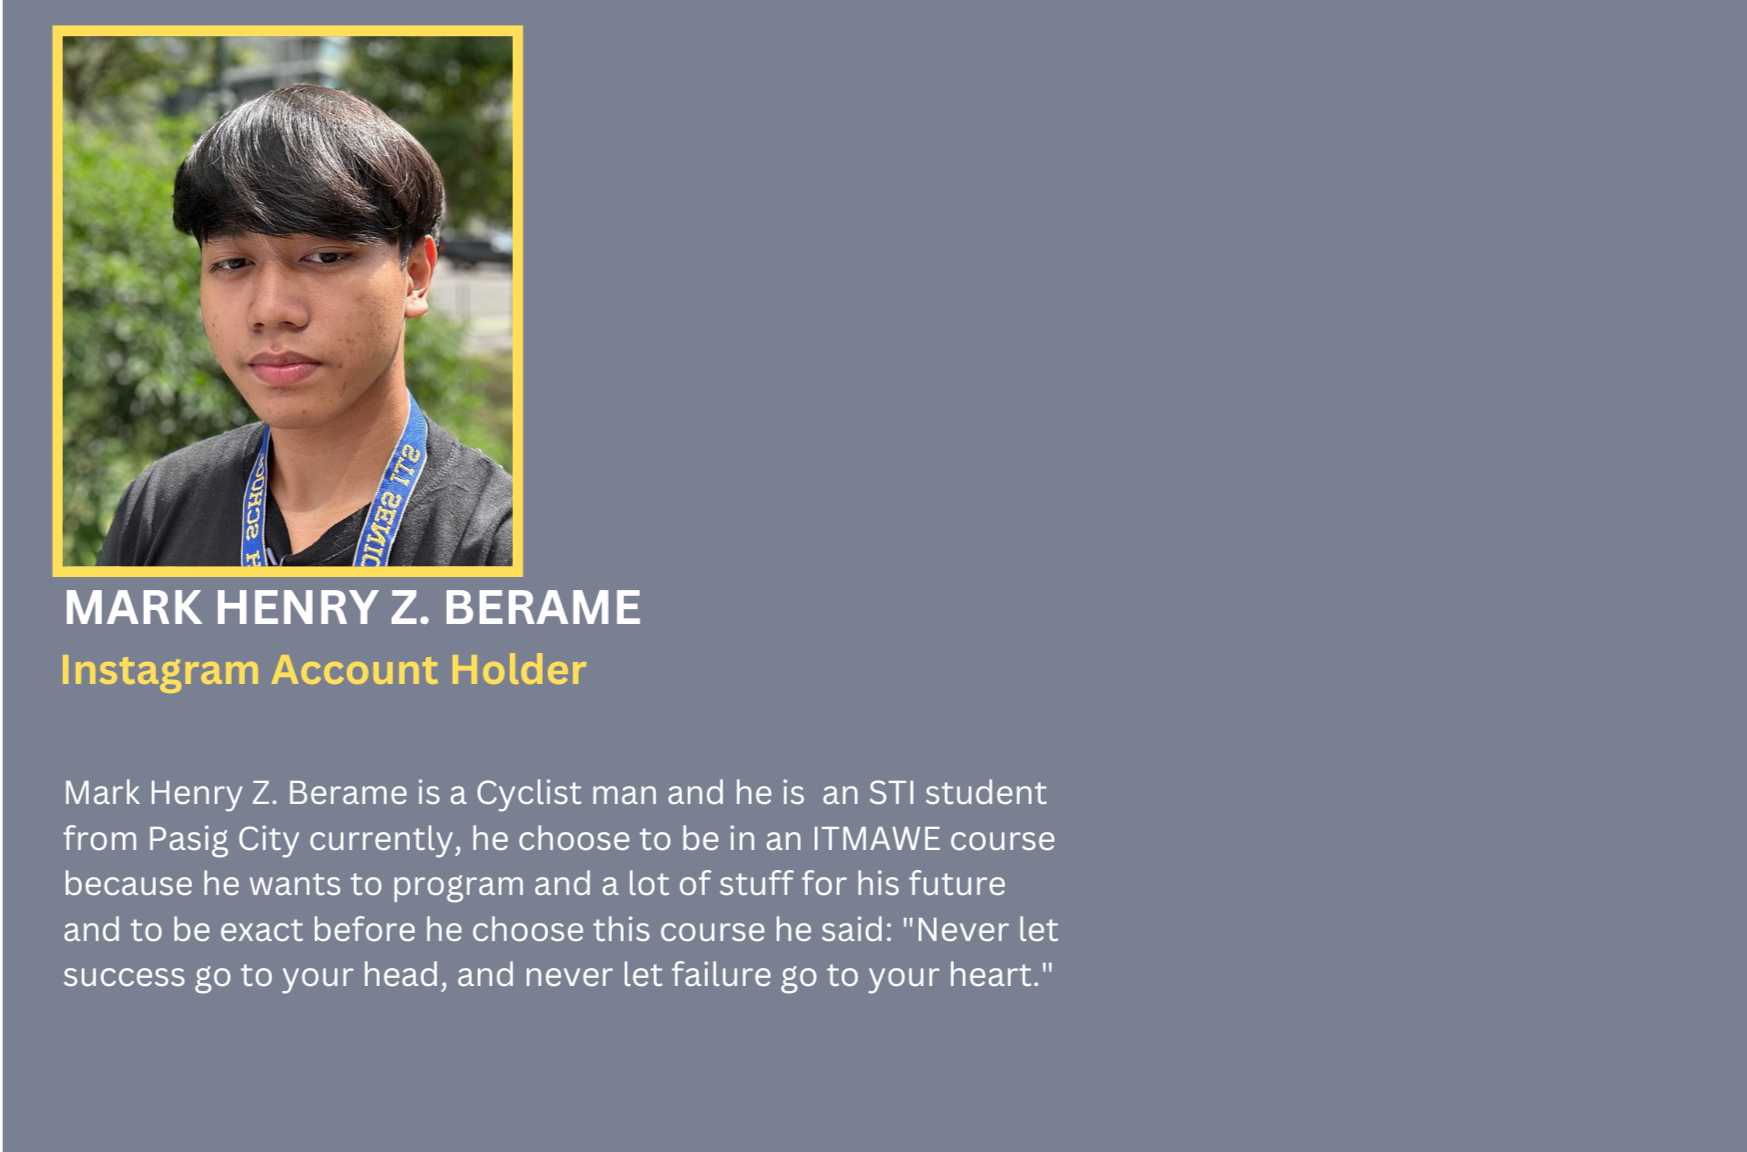 STI SENIO
H SCHOO
MARK HENRY Z. BERAME
Instagram Account Holder
Mark Henry Z. Berame is a Cyclist man and he is  an STI student
from Pasig City currently, he choose to be in an ITMAWE course
because he wants to program and a lot of stuff for his future
and to be exact before he choose this course he said: "Never let
success go to your head, and never let failure go to your heart."